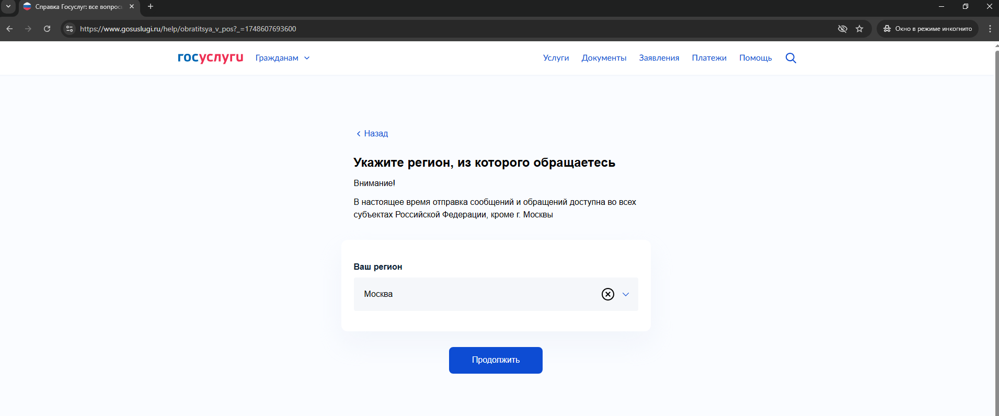 Справка Госуслуг: все вопрос
https://www.gosuslugi.ru/help/obratitsya_v_pos?_=1748607693600
Окно в режиме инкогнито
госуслуги
Гражданам
Услуги
Документы
Заявления
Платежи
Помощь
Назад
Укажите регион, из которого обращаетесь
Внимание!
В настоящее время отправка сообщений и обращений доступна во всех
субъектах Российской Федерации, кроме г. Москвы
Ваш регион
Москва
Продолжить